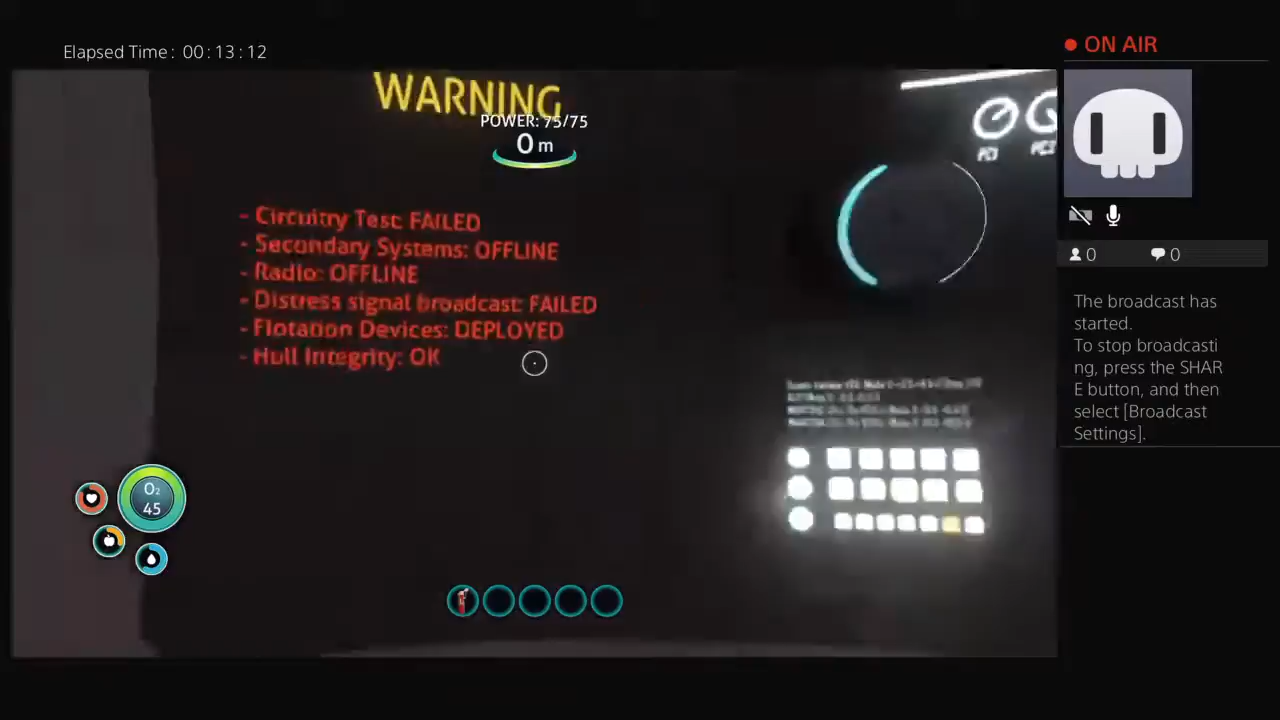 Elapsed Time: 00:13:12
ON AIR
WARNING
POWER: 75/75
0 m
- Circuitry Test: FAILED
- Secondary Systems: OFFLINE
- Radio: OFFLINE
- Distress signal broadcast: FAILED
- Flotation Devices: DEPLOYED
- Hull Integrity: OK
O2
45
0
0
The broadcast has
started.
To stop broadcasti
ng, press the SHAR
E button, and then
select [Broadcast
Settings].